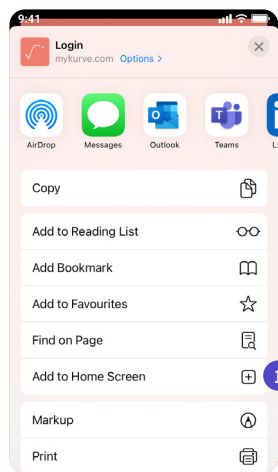 9:41
Login
mykurve.com Options >
AirDrop Messages Outlook Teams
Copy
Add to Reading List
Add Bookmark
Add to Favourites
Find on Page
Add to Home Screen
Markup
Print